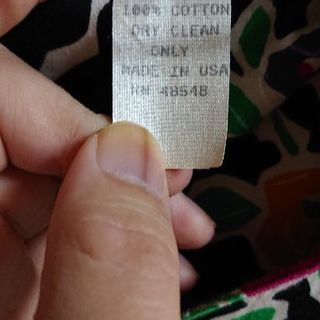 100% COTTON
DRY CLEAN
ONLY
MADE IN USA
RN 48548